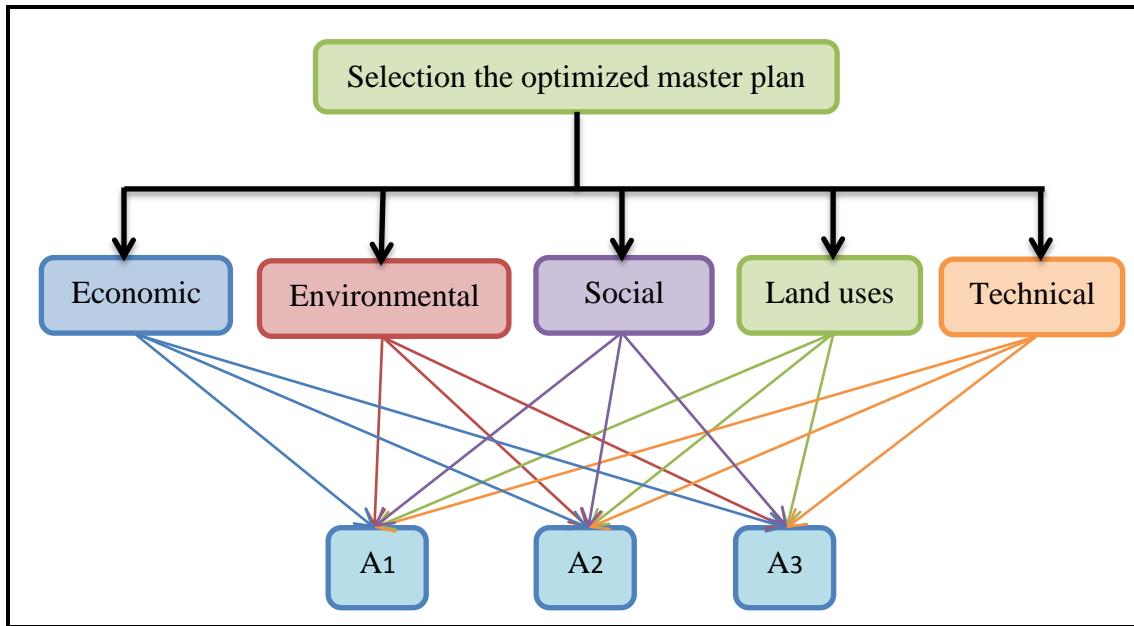 Selection the optimized master plan
Economic
Environmental
Social
Land uses
Technical
A1
A2
A3